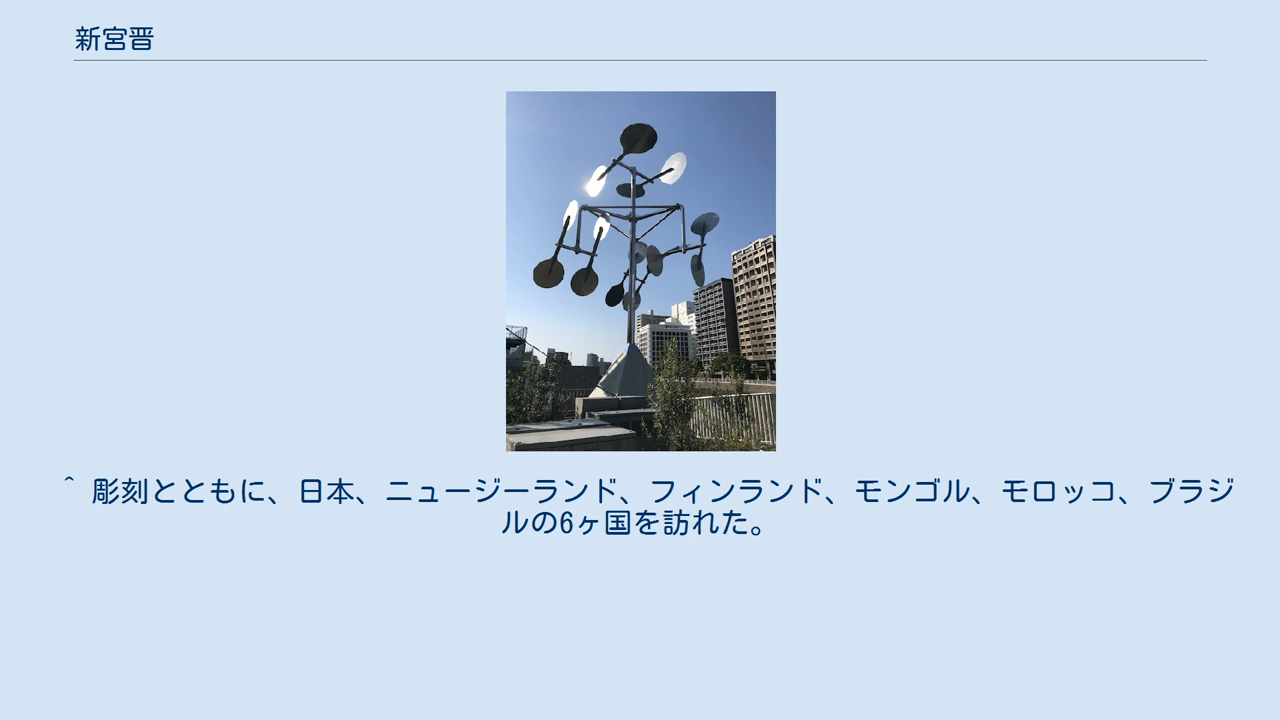 新宮晋
^ 彫刻とともに、日本、ニュージーランド、フィンランド、モンゴル、モロッコ、ブラジ
ルの6ヶ国を訪れた。